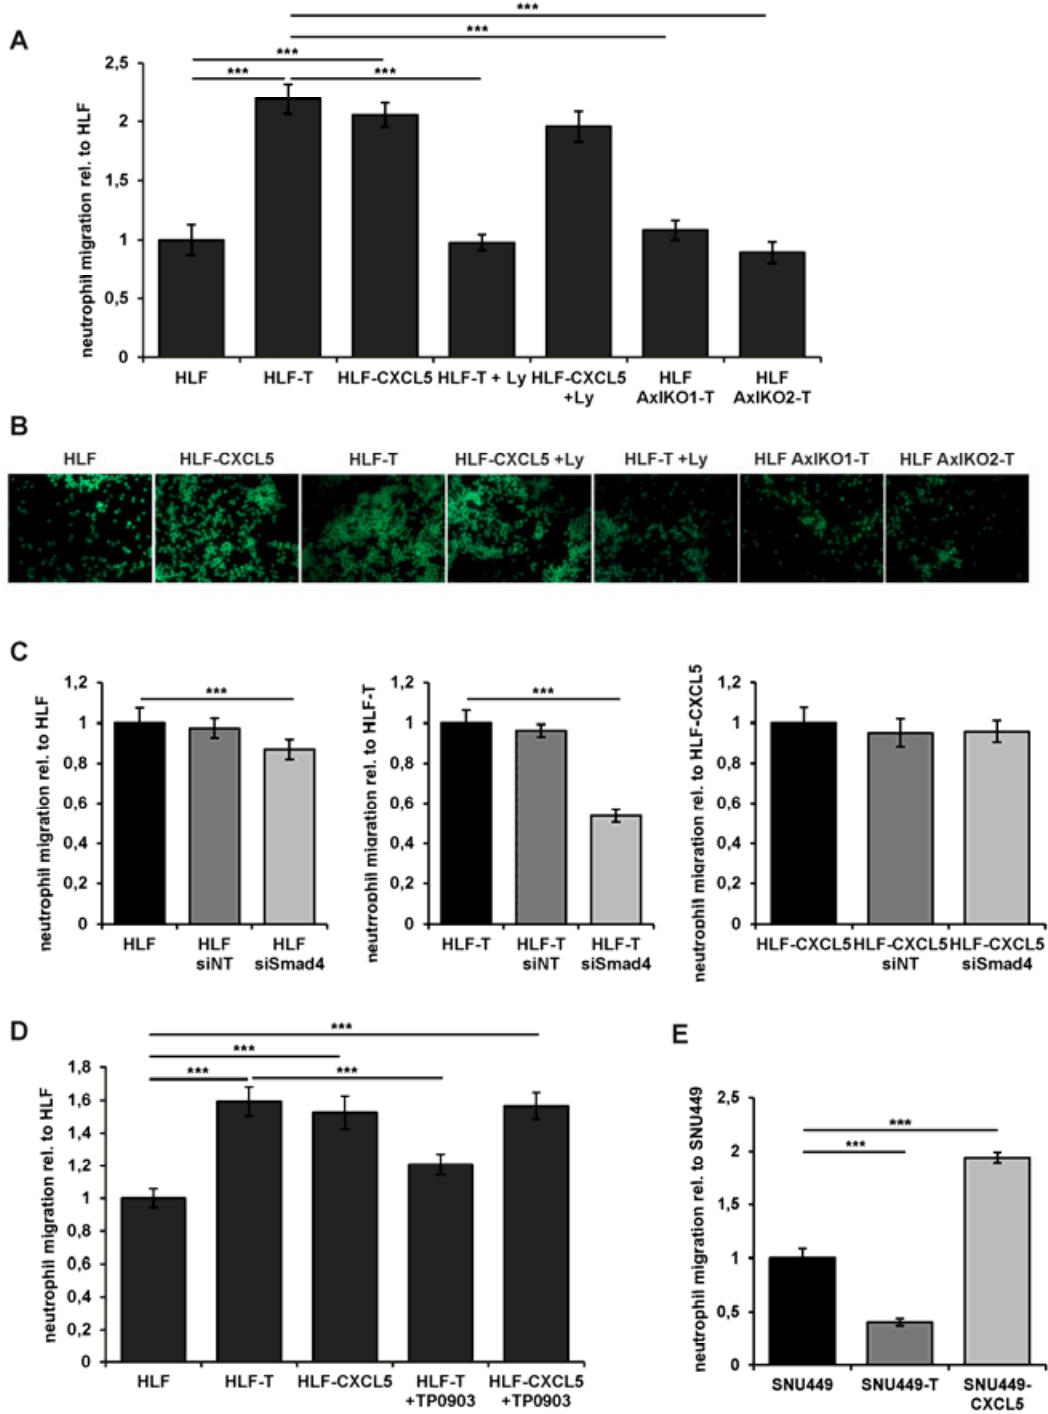 A
***
***
***
***
***
neutrophil migration rel. to HLF
2,5
2
1,5
1
0,5
0
HLF
HLF-T
HLF-CXCL5
HLF-T + Ly
HLF-CXCL5
+Ly
HLF
AxlKO1-T
HLF
AxlKO2-T
B
HLF
HLF-CXCL5
HLF-T
HLF-CXCL5 +Ly
HLF-T +Ly
HLF AxlKO1-T
HLF AxlKO2-T
C
neutrophil migration rel. to HLF
1,2
1
0,8
0,6
0,4
0,2
0
***
HLF
HLF
siNT
HLF
siSmad4
neutrophil migration rel. to HLF-T
1,2
1
0,8
0,6
0,4
0,2
0
***
HLF-T
HLF-T
siNT
HLF-T
siSmad4
neutrophil migration rel. to HLF-CXCL5
1,2
1
0,8
0,6
0,4
0,2
0
HLF-CXCL5
HLF-CXCL5
siNT
HLF-CXCL5
siSmad4
D
***
***
***
***
neutrophil migration rel. to HLF
1,8
1,6
1,4
1,2
1
0,8
0,6
0,4
0,2
0
HLF
HLF-T
HLF-CXCL5
HLF-T
+TP0903
HLF-CXCL5
+TP0903
E
neutrophil migration rel. to SNU449
2,5
2
1,5
1
0,5
0
***
***
SNU449
SNU449-T
SNU449-
CXCL5